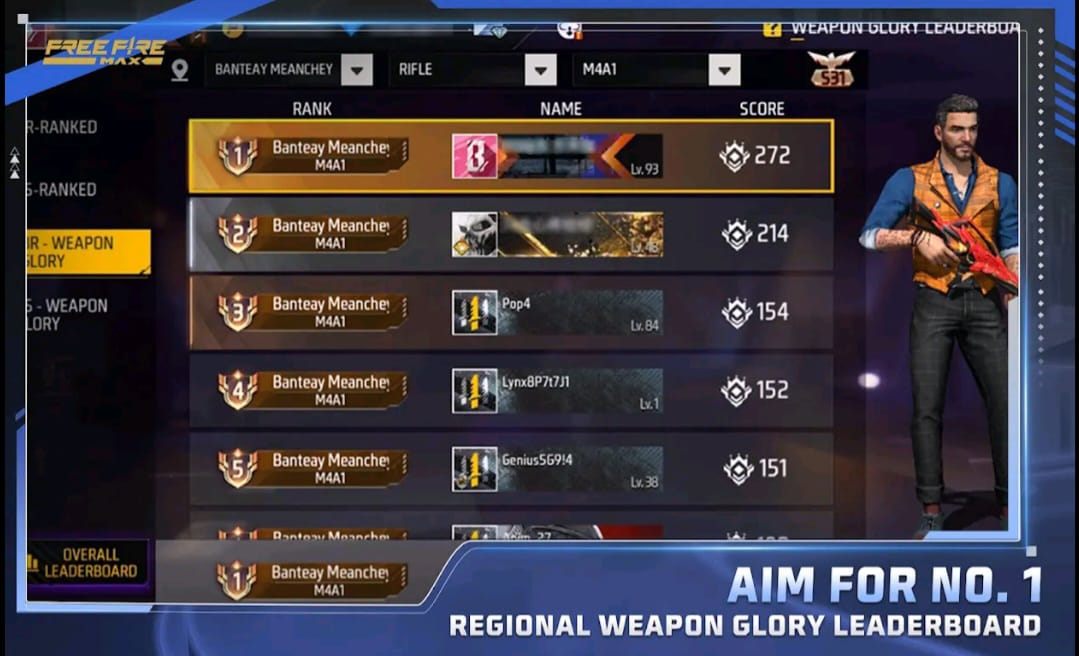 FREE FIRE
MAX
WEAPON GLORY LEADERBOA
BANTEAY MEANCHEY
RIFLE
M4A1
S31
RANK NAME SCORE
R-RANKED
S-RANKED
R - WEAPON
GLORY
S - WEAPON
LORY
1 Banteay Meanchey
M4A1
Lv.93
272
2 Banteay Meanchey
M4A1
214
3 Banteay Meanchey
M4A1
Pop4
Lv.84
154
4 Banteay Meanchey
M4A1
Lynx8P7t7J1
Lv.1
152
5 Banteay Meanchey
M4A1
Genius5G9!4
Lv.38
151
OVERALL
LEADERBOARD
1 Banteay Meanchey
M4A1
AIM FOR NO. 1
REGIONAL WEAPON GLORY LEADERBOARD